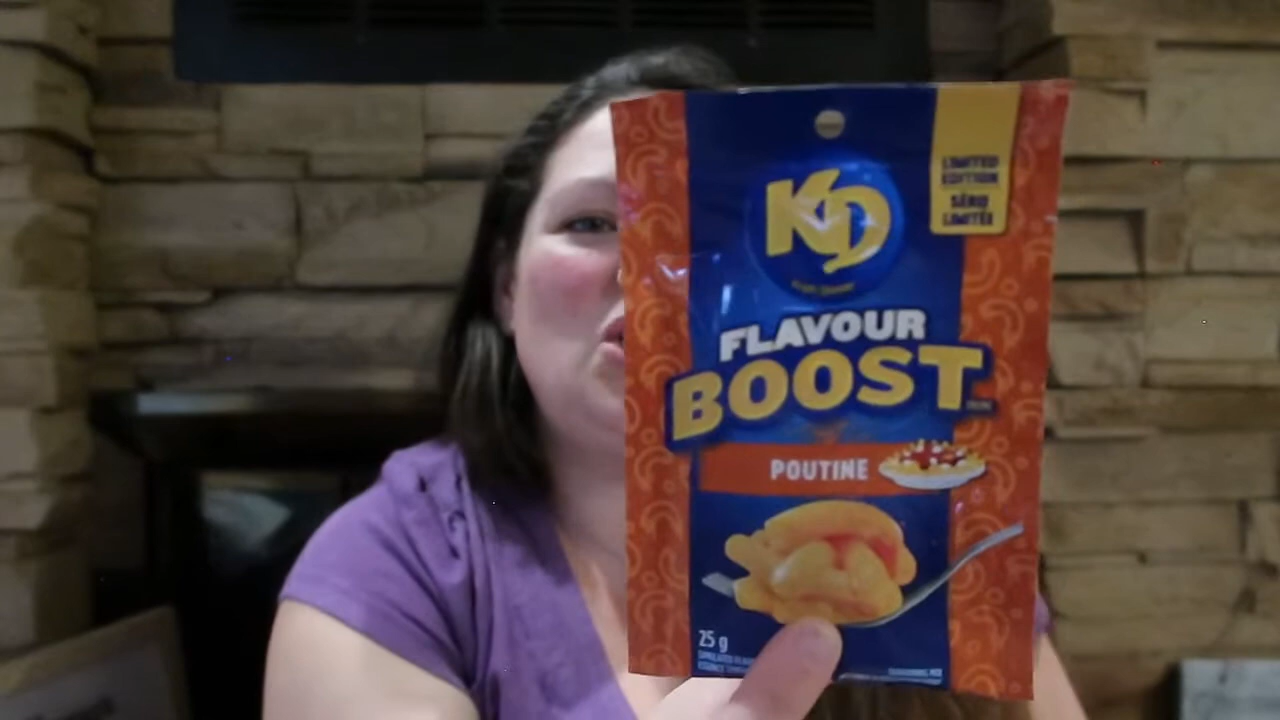 LIMITED
EDITION
SÉRIE
LIMITÉE
KD
FLAVOUR
BOOST
POUTINE
25 g